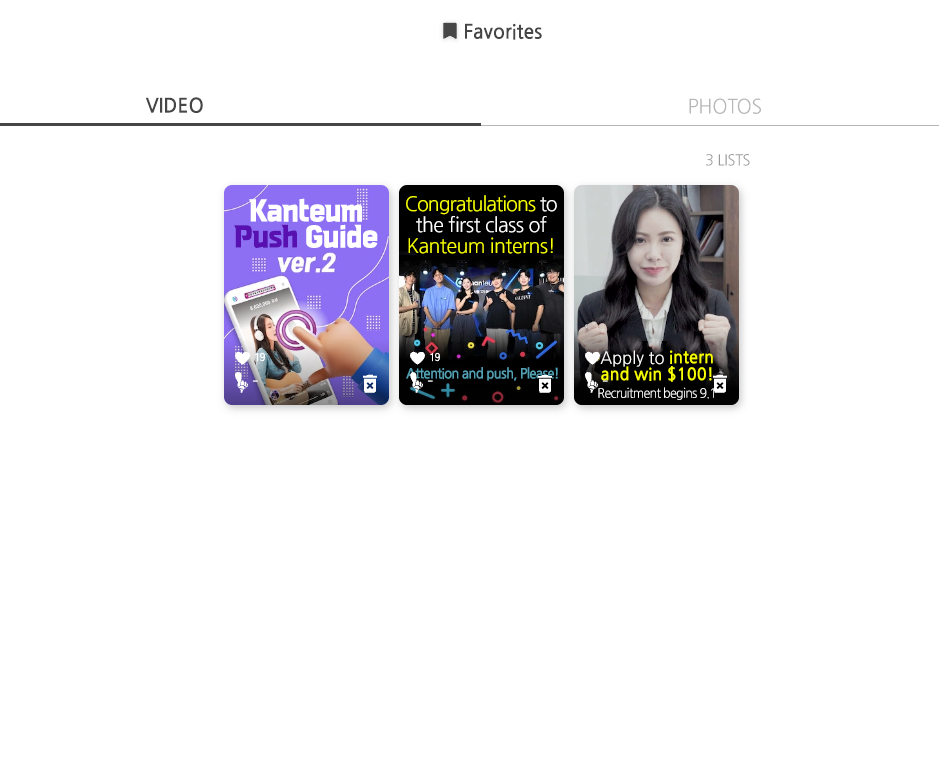 Favorites
VIDEO
PHOTOS
3 LISTS
Kanteum
Push Guide
ver.2
19
Congratulations to
the first class of
Kanteum interns!
19
Attention and push, Please!
Apply to intern
and win $100!
Recruitment begins 9.1